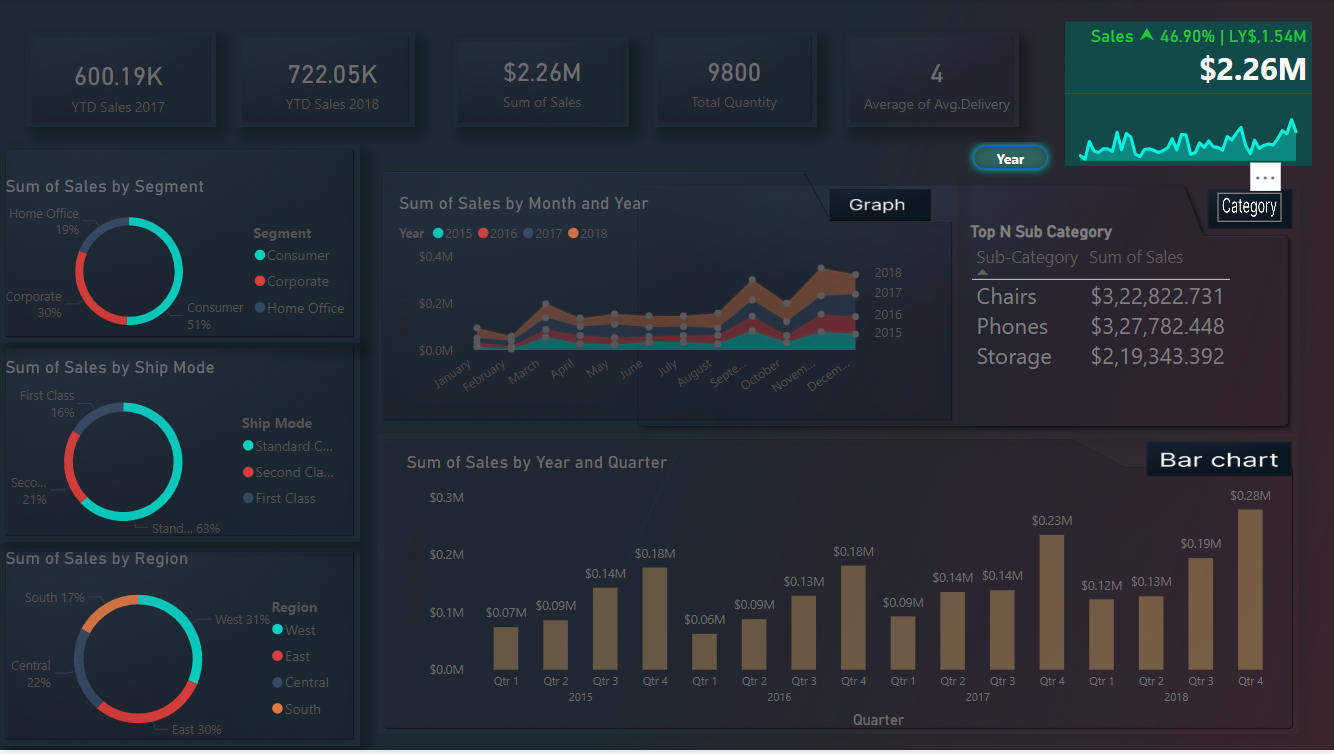 600.19K
YTD Sales 2017
722.05K
YTD Sales 2018
$2.26M
Sum of Sales
9800
Total Quantity
4
Average of Avg.Delivery
Sales 46.90% | LY$,1.54M
$2.26M
Year
Sum of Sales by Segment
Home Office
19%
Corporate
30%
Consumer
51%
Segment
Consumer
Corporate
Home Office
Sum of Sales by Ship Mode
First Class
16%
Seco...
21%
Stand... 63%
Ship Mode
Standard C...
Second Cla...
First Class
Sum of Sales by Region
South 17%
West 31%
Central
22%
East 30%
Region
West
East
Central
South
Sum of Sales by Month and Year
Graph
Year 2015 2016 2017 2018
$0.4M
$0.2M
$0.0M
2018
2017
2016
2015
January
February
March
April
May
June
July
August
Septe...
October
Novem...
Decem...
...
Category
Top N Sub Category
Sub-Category Sum of Sales
Chairs $3,22,822.731
Phones $3,27,782.448
Storage $2,19,343.392
Sum of Sales by Year and Quarter
Bar chart
$0.3M
$0.2M
$0.1M
$0.0M
$0.07M $0.09M $0.14M $0.18M $0.06M $0.09M $0.13M $0.18M $0.09M $0.14M $0.14M $0.23M $0.12M $0.13M $0.19M $0.28M
Qtr 1 Qtr 2 Qtr 3 Qtr 4 Qtr 1 Qtr 2 Qtr 3 Qtr 4 Qtr 1 Qtr 2 Qtr 3 Qtr 4 Qtr 1 Qtr 2 Qtr 3 Qtr 4
2015 2016 2017 2018
Quarter